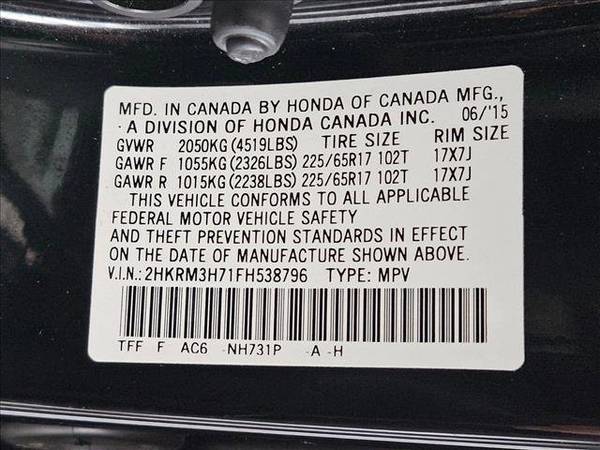 MFD. IN CANADA BY HONDA OF CANADA MFG.,
A DIVISION OF HONDA CANADA INC. 06/'15
GVWR 2050KG(4519LBS) TIRE SIZE RIM SIZE
GAWR F 1055KG(2326LBS) 225/65R17 102T 17X7J
GAWR R 1015KG(2238LBS) 225/65R17 102T 17X7J
THIS VEHICLE CONFORMS TO ALL APPLICABLE
FEDERAL MOTOR VEHICLE SAFETY
AND THEFT PREVENTION STANDARDS IN EFFECT
ON THE DATE OF MANUFACTURE SHOWN ABOVE.
V.I.N.: 2HKRM3H71FH538796 TYPE: MPV
TFF F AC6 -NH731P -A -H